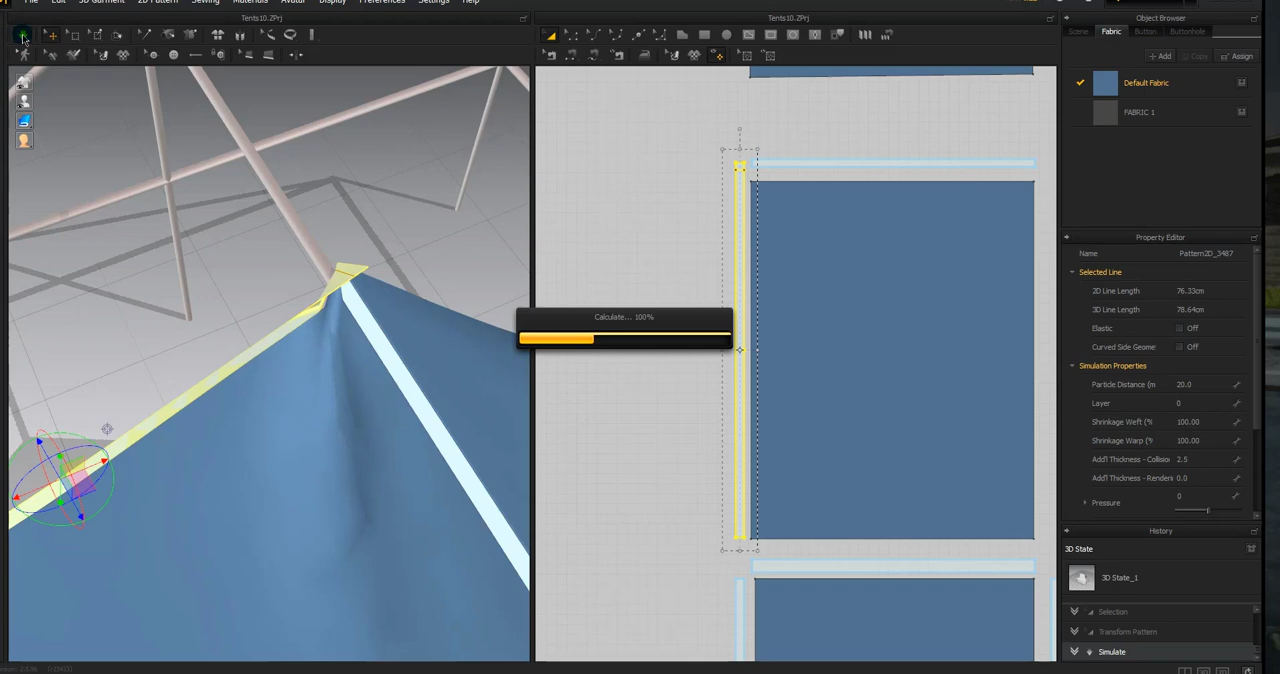 File Edit 3D Garment 2D Pattern Sewing Materials Avatar Display Preferences Settings Help
Tents10.ZPrj
Tents10.ZPrj
Object Browser
Scene Fabric Button Buttonhole
Add Copy Assign
Default Fabric
FABRIC 1
Property Editor
Name Pattern2D_3487
Selected Line
2D Line Length 76.33cm
3D Line Length 78.64cm
Elastic Off
Curved Side Geome Off
Simulation Properties
Particle Distance (m 20.0
Layer 0
Shrinkage Weft (% 100.00
Shrinkage Warp (% 100.00
Add'l Thickness - Collisio 2.5
Add'l Thickness - Renderi 0.0
Pressure 0
Calculate... 100%
History
3D State
3D State_1
Selection
Transform Pattern
Simulate